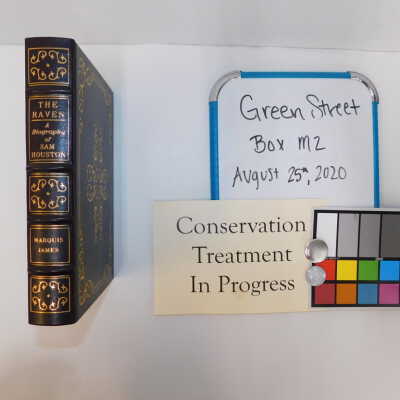 THE
RAVEN
A
Biography
of
SAM
HOUSTON
MARQUIS
JAMES
Green Street
Box M2
August 25th, 2020
Conservation
Treatment
In Progress